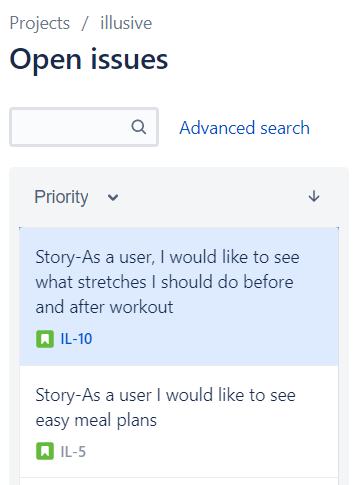 Projects / illusive
Open issues
Advanced search
Priority
Story-As a user, I would like to see
what stretches I should do before
and after workout
IL-10
Story-As a user I would like to see
easy meal plans
IL-5